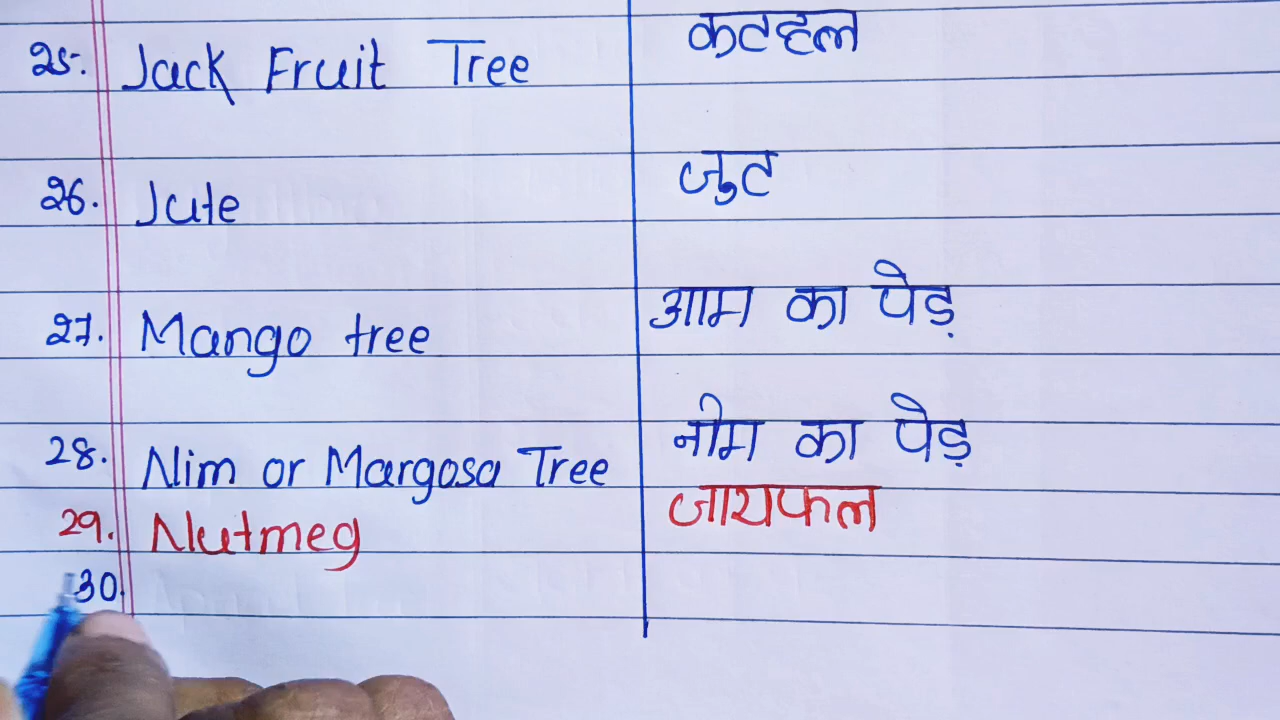 25. Jack Fruit Tree कटहल
26. Jute जुट
27. Mango tree आम का पेड़
28. Nim or Margosa Tree नीम का पेड़
29. Nutmeg जायफल
30.